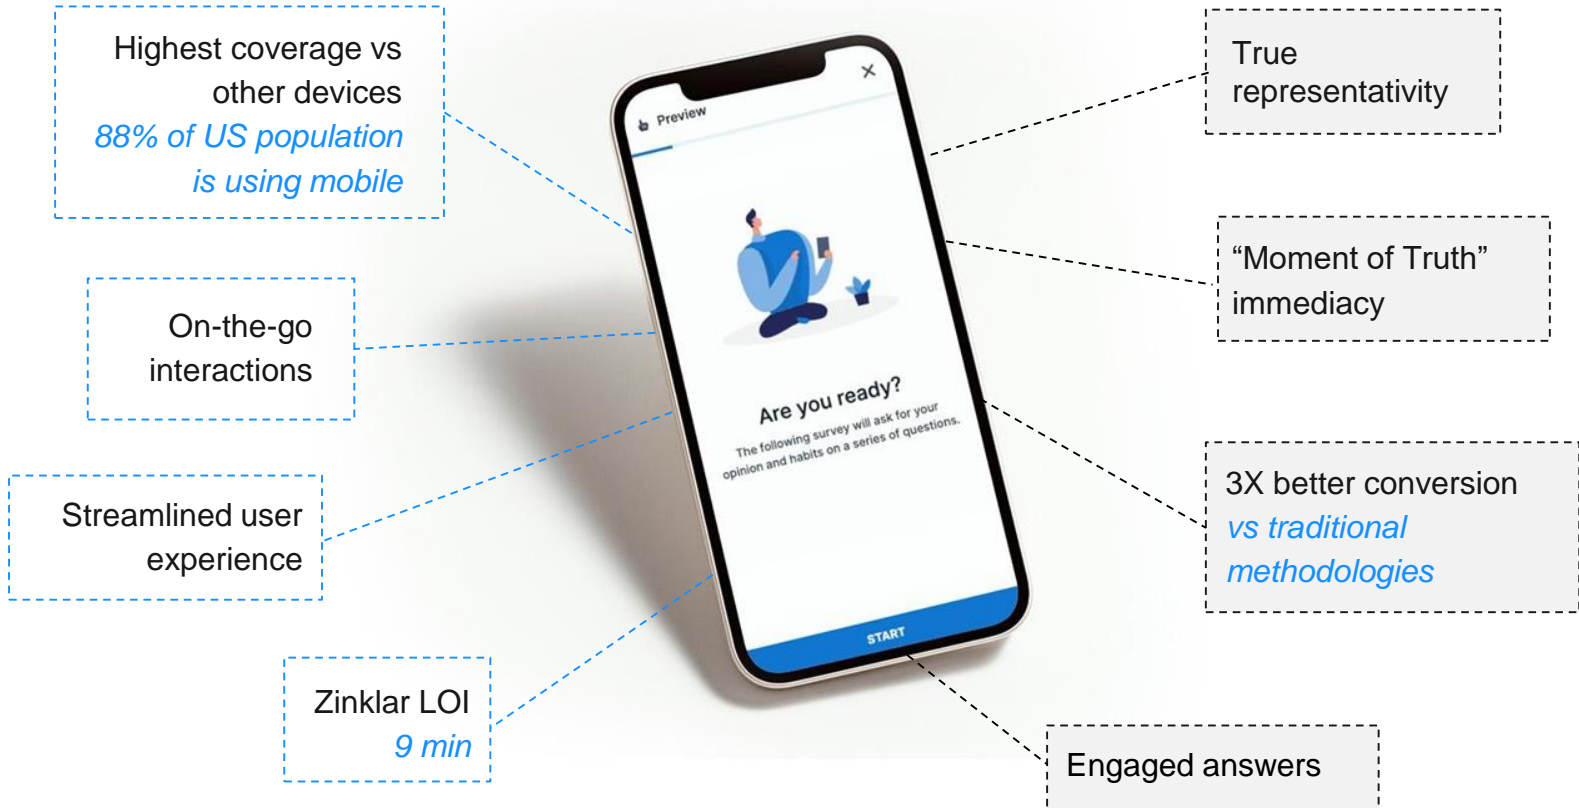 Highest coverage vs
other devices
88% of US population
is using mobile
On-the-go
interactions
Streamlined user
experience
Zinklar LOI
9 min
Preview
Are you ready?
The following survey will ask for your
opinion and habits on a series of questions.
START
True
representativity
“Moment of Truth”
immediacy
3X better conversion
vs traditional
methodologies
Engaged answers